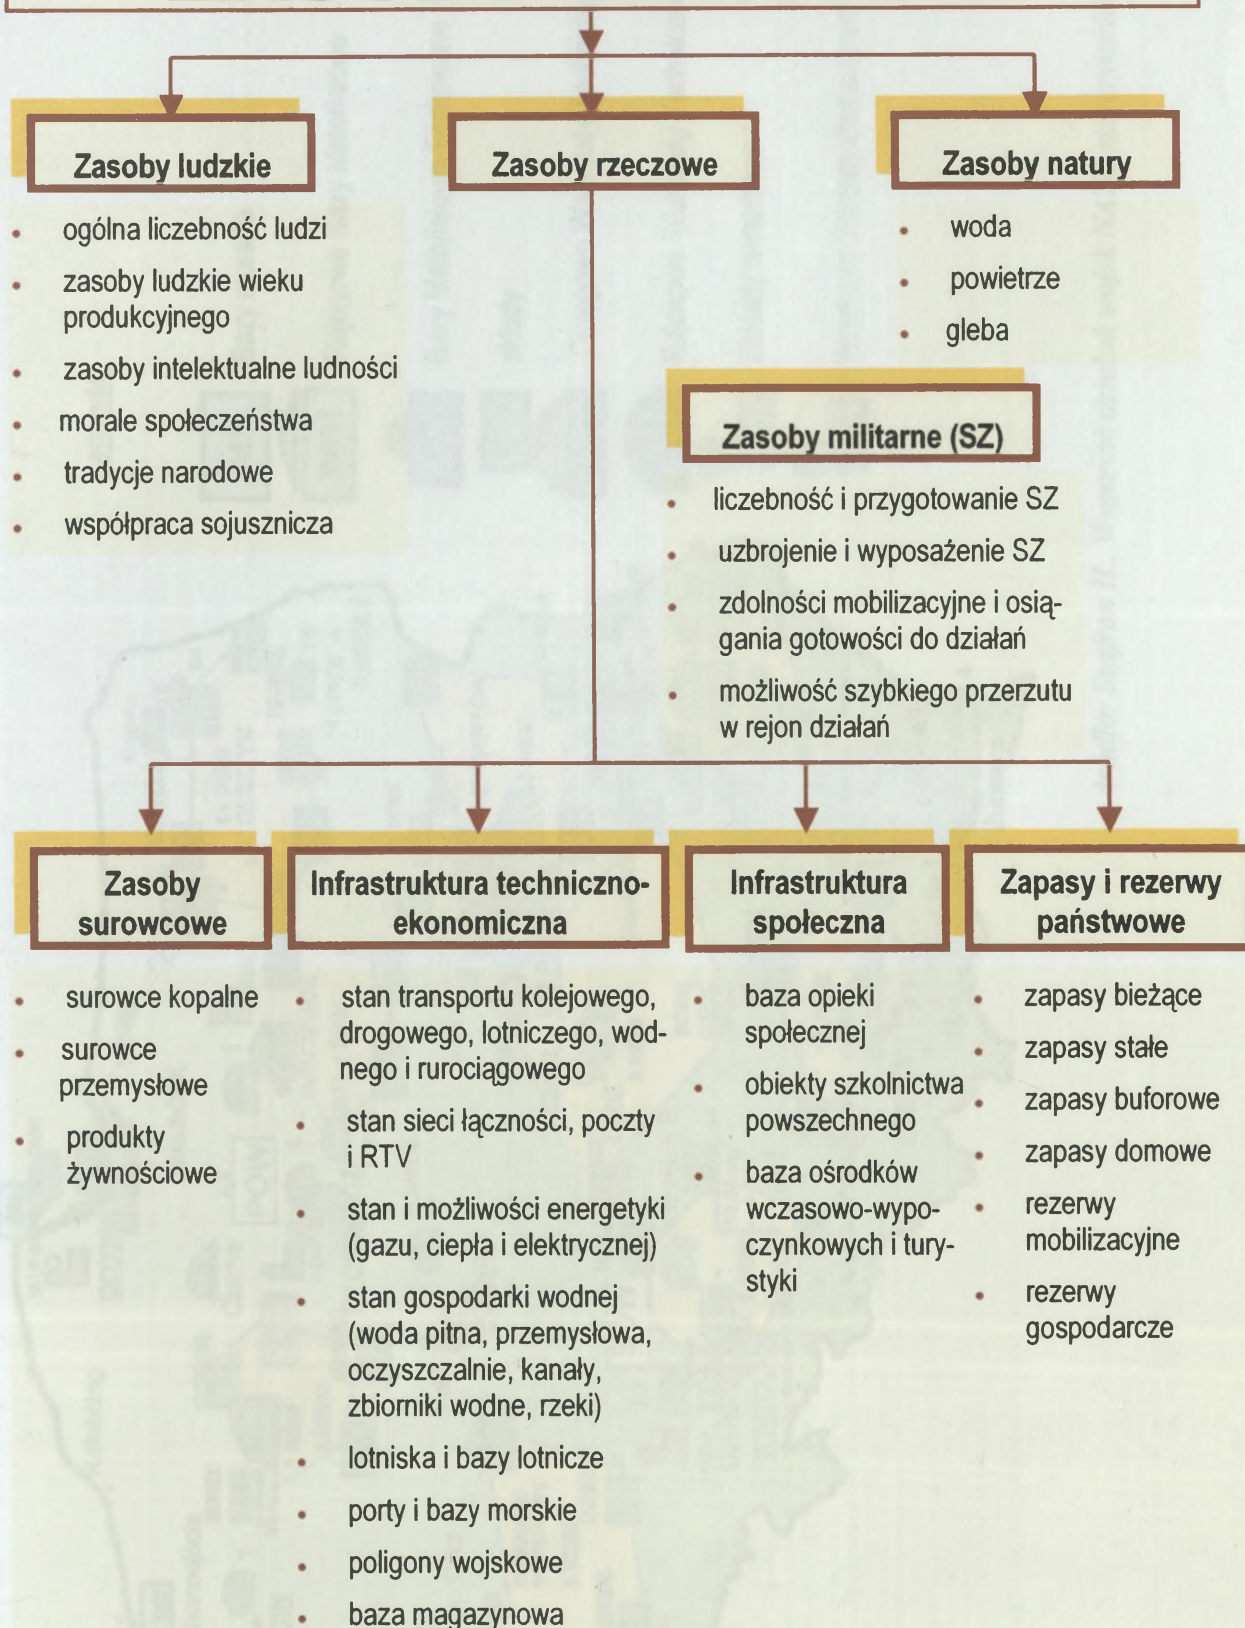 Zasoby ludzkie
• ogólna liczebność ludzi
• zasoby ludzkie wieku
produkcyjnego
• zasoby intelektualne ludności
• morale społeczeństwa
• tradycje narodowe
• współpraca sojusznicza
Zasoby rzeczowe
Zasoby natury
• woda
• powietrze
• gleba
Zasoby militarne (SZ)
• liczebność i przygotowanie SZ
• uzbrojenie i wyposażenie SZ
• zdolności mobilizacyjne i osią-
gania gotowości do działań
• możliwość szybkiego przerzutu
w rejon działań
Zasoby
surowcowe
• surowce kopalne
• surowce
przemysłowe
• produkty
żywnościowe
Infrastruktura techniczno-
ekonomiczna
• stan transportu kolejowego,
drogowego, lotniczego, wod-
nego i rurociągowego
• stan sieci łączności, poczty
i RTV
• stan i możliwości energetyki
(gazu, ciepła i elektrycznej)
• stan gospodarki wodnej
(woda pitna, przemysłowa,
oczyszczalnie, kanały,
zbiorniki wodne, rzeki)
• lotniska i bazy lotnicze
• porty i bazy morskie
• poligony wojskowe
• baza magazynowa
Infrastruktura
społeczna
• baza opieki
społecznej
• obiekty szkolnictwa
powszechnego
• baza ośrodków
wczasowo-wypo-
czynkowych i tury-
styki
Zapasy i rezerwy
państwowe
• zapasy bieżące
• zapasy stałe
• zapasy buforowe
• zapasy domowe
• rezerwy
mobilizacyjne
• rezerwy
gospodarcze